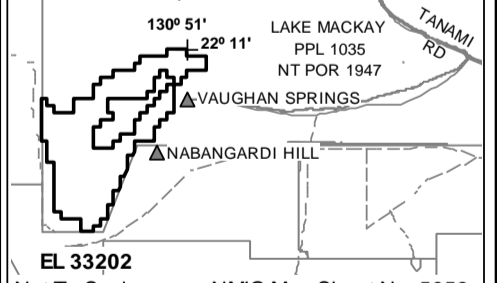 130º 51'
22º 11'
LAKE MACKAY
PPL 1035
NT POR 1947
TANAMI
RD
VAUGHAN SPRINGS
NABANGARDI HILL
EL 33202